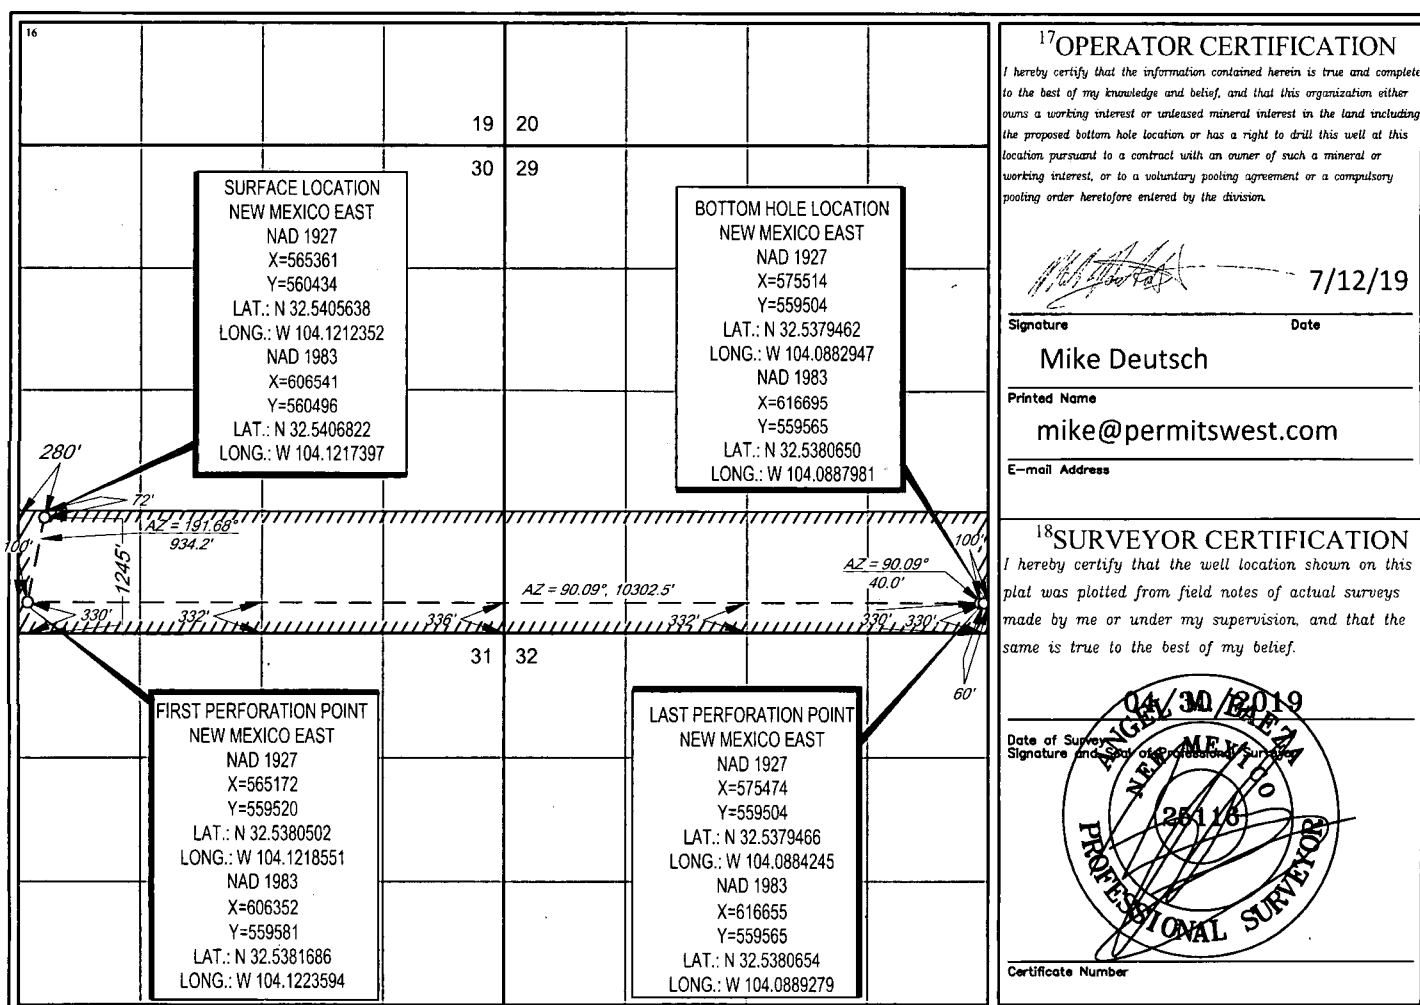 16
19 20
30 29
SURFACE LOCATION
NEW MEXICO EAST
NAD 1927
X=565361
Y=560434
LAT.: N 32.5405638
LONG.: W 104.1212352
NAD 1983
X=606541
Y=560496
LAT.: N 32.5406822
LONG.: W 104.1217397
BOTTOM HOLE LOCATION
NEW MEXICO EAST
NAD 1927
X=575514
Y=559504
LAT.: N 32.5379462
LONG.: W 104.0882947
NAD 1983
X=616695
Y=559565
LAT.: N 32.5380650
LONG.: W 104.0887981
280'
72'
AZ = 191.68°
934.2'
100'
1245'
100'
AZ = 90.09°
40.0'
AZ = 90.09°, 10302.5'
330'
332'
336'
332'
330'
330'
60'
31 32
FIRST PERFORATION POINT
NEW MEXICO EAST
NAD 1927
X=565172
Y=559520
LAT.: N 32.5380502
LONG.: W 104.1218551
NAD 1983
X=606352
Y=559581
LAT.: N 32.5381686
LONG.: W 104.1223594
LAST PERFORATION POINT
NEW MEXICO EAST
NAD 1927
X=575474
Y=559504
LAT.: N 32.5379466
LONG.: W 104.0884245
NAD 1983
X=616655
Y=559565
LAT.: N 32.5380654
LONG.: W 104.0889279
17 OPERATOR CERTIFICATION
I hereby certify that the information contained herein is true and complete
to the best of my knowledge and belief, and that this organization either
owns a working interest or unleased mineral interest in the land including
the proposed bottom hole location or has a right to drill this well at this
location pursuant to a contract with an owner of such a mineral or
working interest, or to a voluntary pooling agreement or a compulsory
pooling order heretofore entered by the division.
7/12/19
Signature Date
Mike Deutsch
Printed Name
mike@permitswest.com
E-mail Address
18 SURVEYOR CERTIFICATION
I hereby certify that the well location shown on this
plat was plotted from field notes of actual surveys
made by me or under my supervision, and that the
same is true to the best of my belief.
04/30/2019
Date of Survey
Signature and Seal of Professional Surveyor
ANGEL M. BAEZA
NEW MEXICO
25116
PROFESSIONAL SURVEYOR
Certificate Number